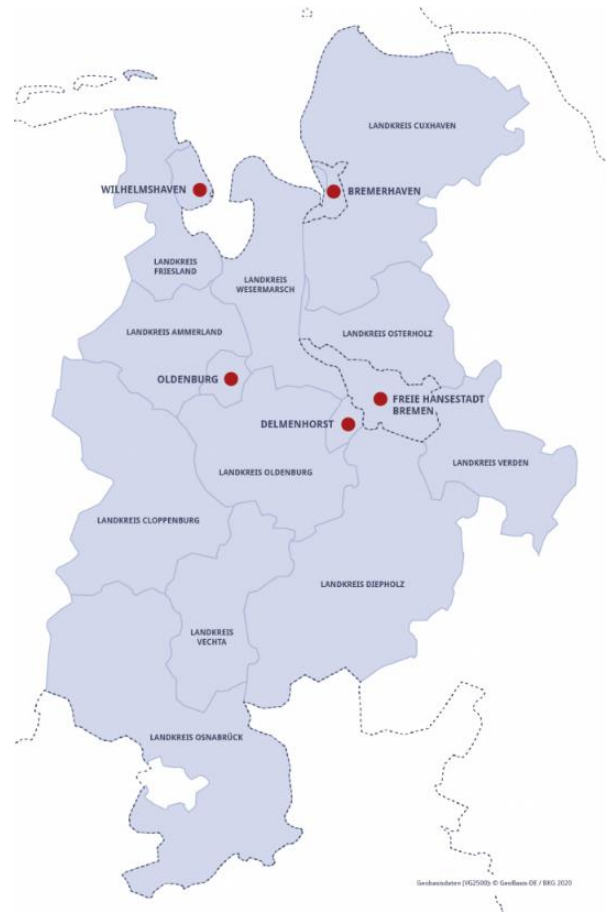 LANDKREIS CUXHAVEN
WILHELMSHAVEN
BREMERHAVEN
LANDKREIS
FRIESLAND
LANDKREIS
WESERMARSCH
LANDKREIS AMMERLAND
LANDKREIS OSTERHOLZ
OLDENBURG
FREIE HANSESTADT
BREMEN
DELMENHORST
LANDKREIS VERDEN
LANDKREIS OLDENBURG
LANDKREIS CLOPPENBURG
LANDKREIS DIEPHOLZ
LANDKREIS
VECHTA
LANDKREIS OSNABRÜCK
Geobasisdaten (VG2500): © GeoBasis-DE / BKG 2020